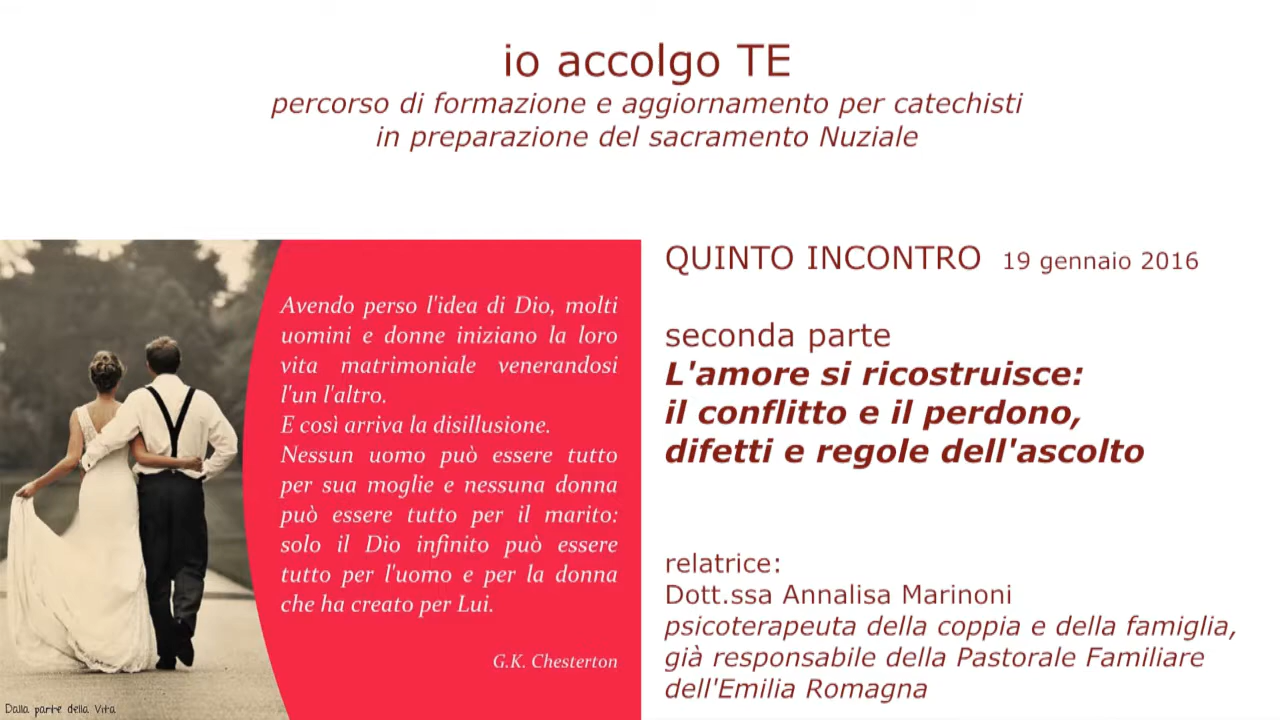 io accolgo TE
percorso di formazione e aggiornamento per catechisti
in preparazione del sacramento Nuziale
Avendo perso l'idea di Dio, molti
uomini e donne iniziano la loro
vita matrimoniale venerandosi
l'un l'altro.
E così arriva la disillusione.
Nessun uomo può essere tutto
per sua moglie e nessuna donna
può essere tutto per il marito:
solo il Dio infinito può essere
tutto per l'uomo e per la donna
che ha creato per Lui.
G.K. Chesterton
Dalla parte della Vita
QUINTO INCONTRO 19 gennaio 2016
seconda parte
L'amore si ricostruisce:
il conflitto e il perdono,
difetti e regole dell'ascolto
relatrice:
Dott.ssa Annalisa Marinoni
psicoterapeuta della coppia e della famiglia,
già responsabile della Pastorale Familiare
dell'Emilia Romagna